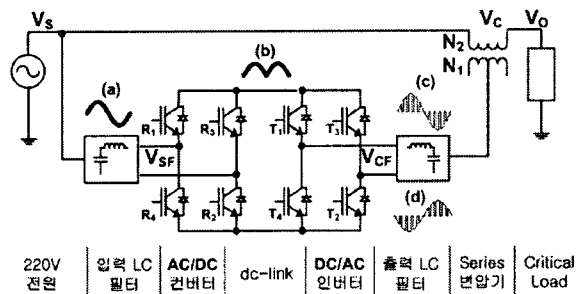 V_S
V_C
V_O
N_2
N_1
(a)
(b)
(c)
R_1
R_3
T_1
T_3
V_SF
V_CF
(d)
R_4
R_2
T_4
T_2
220V
전원
입력 LC
필터
AC/DC
컨버터
dc-link
DC/AC
인버터
출력 LC
필터
Series
변압기
Critical
Load